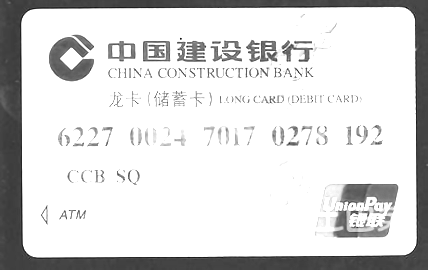 中国建设银行
CHINA CONSTRUCTION BANK
龙卡(储蓄卡) LONG CARD (DEBIT CARD)
6227 0024 7017 0278 192
CCB SQ
ATM
UnionPay
银联